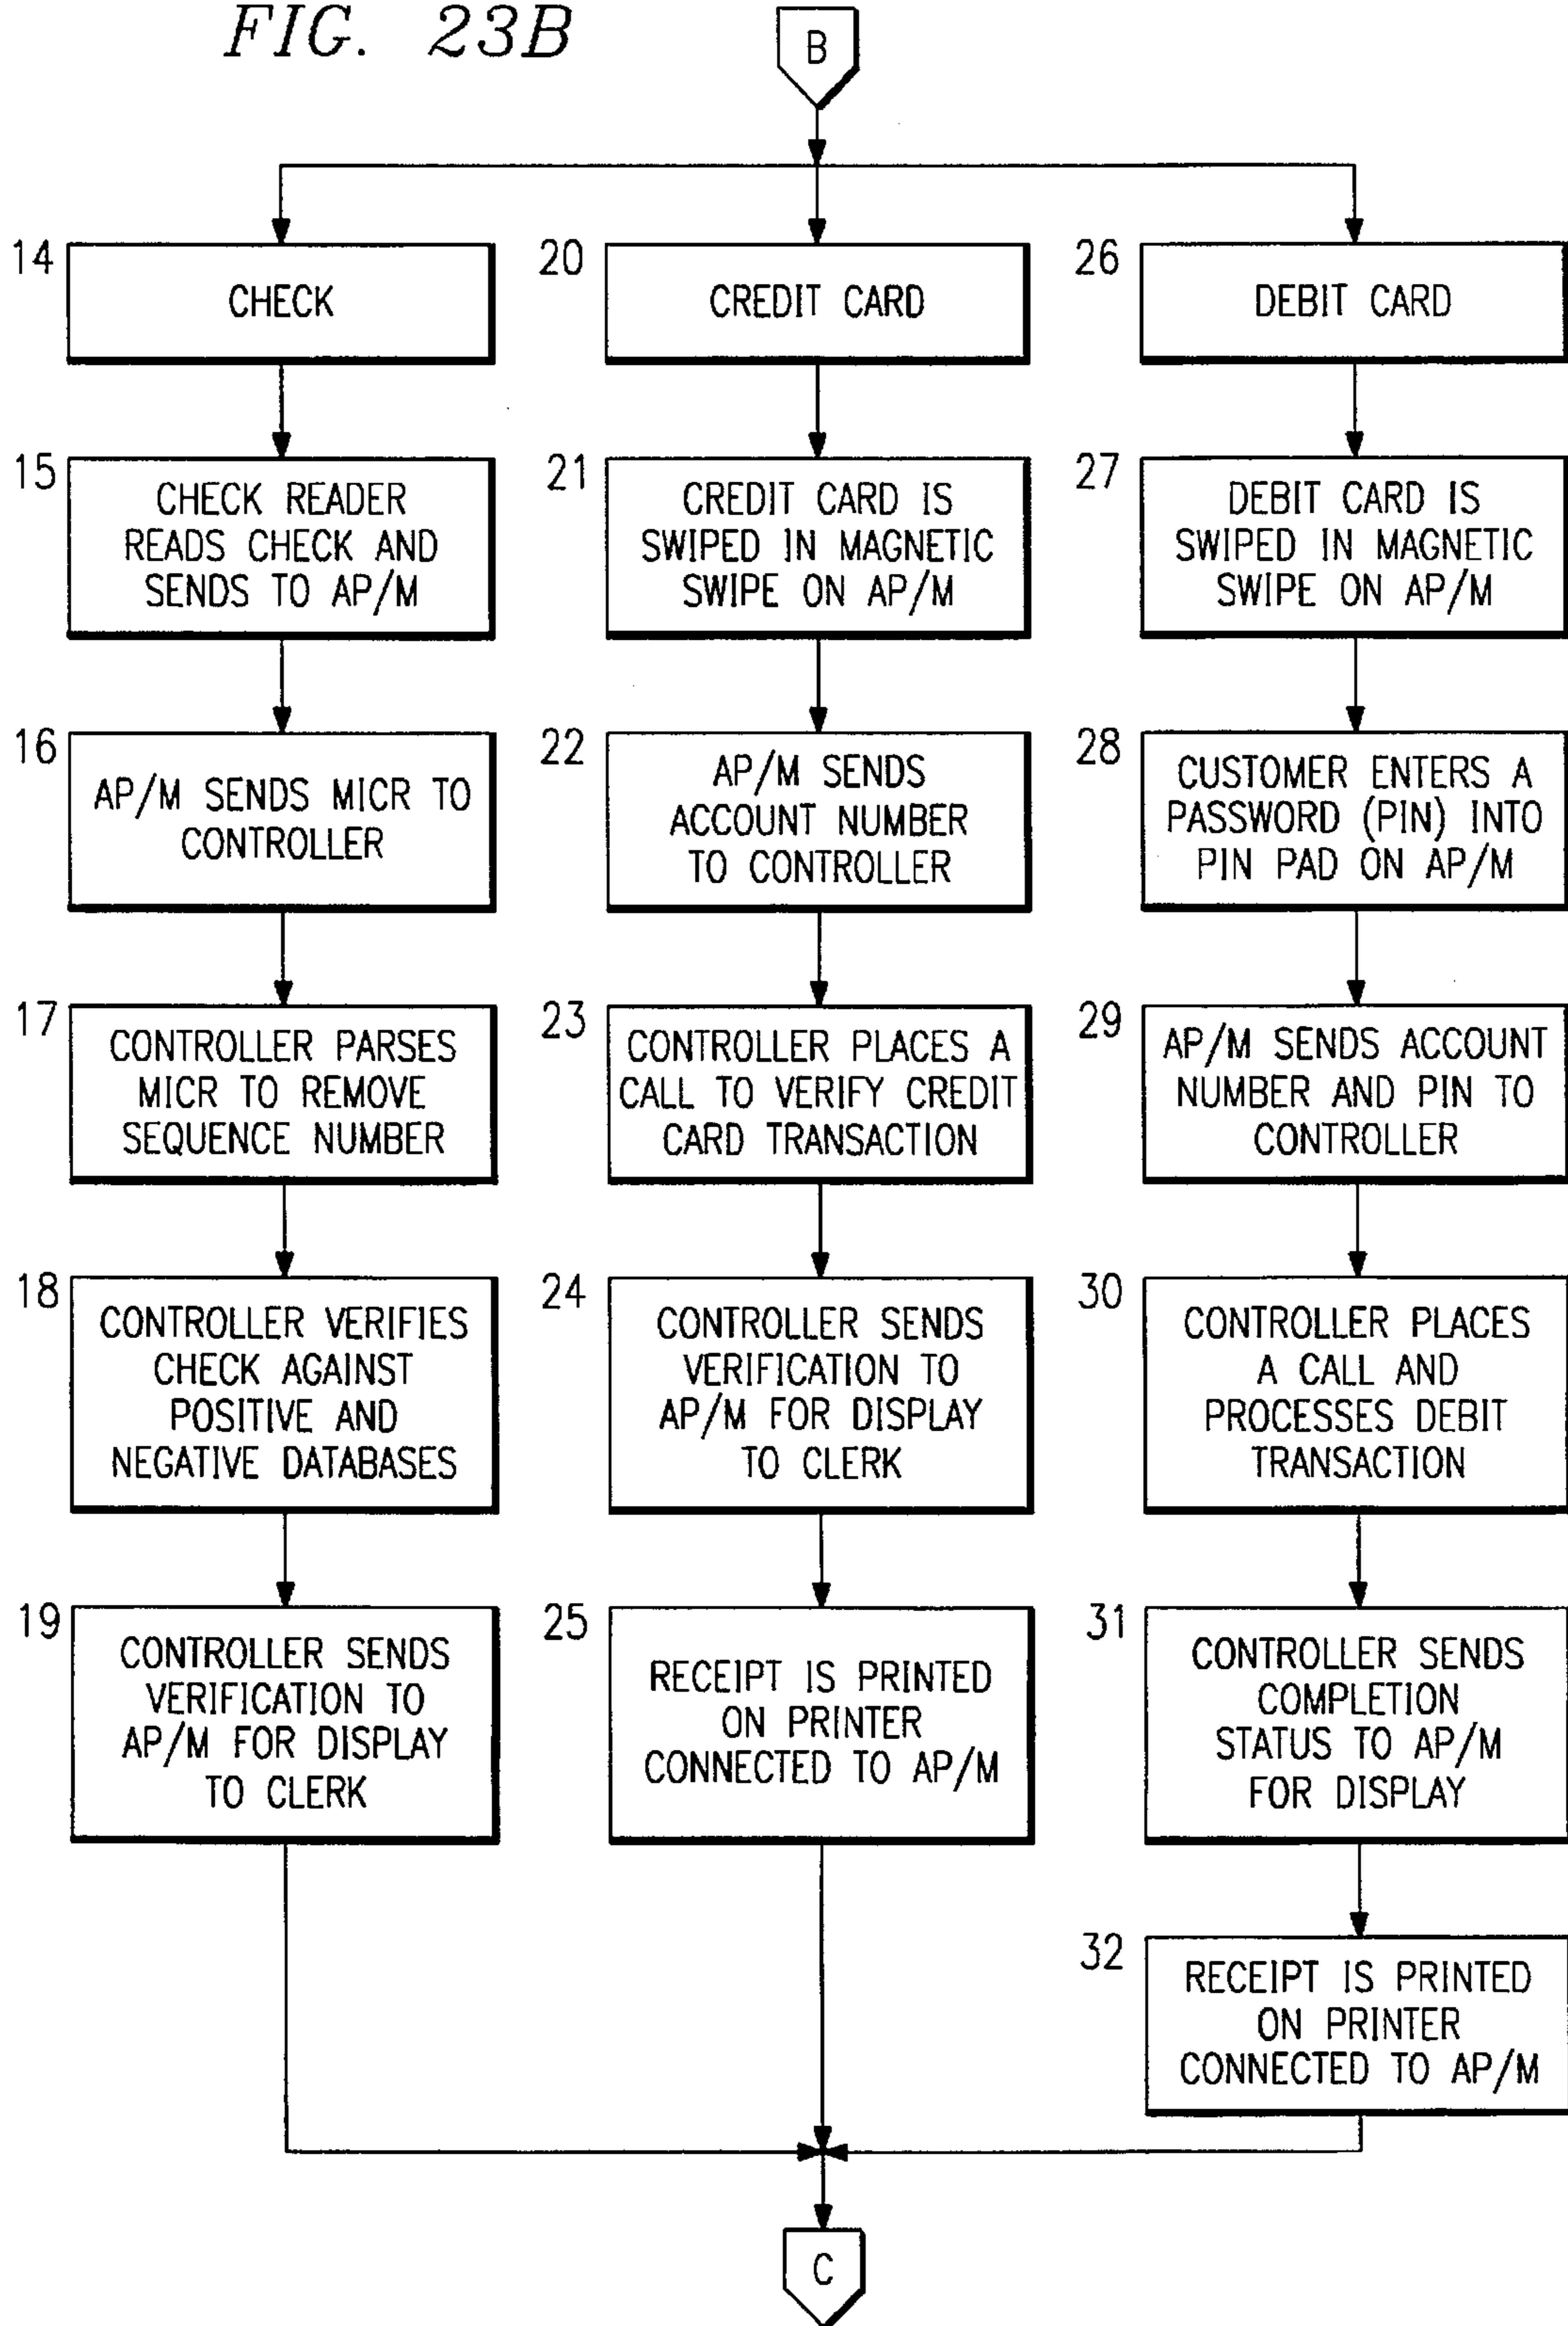 FIG. 23B
B
14
CHECK
15
CHECK READER
READS CHECK AND
SENDS TO AP/M
16
AP/M SENDS MICR TO
CONTROLLER
17
CONTROLLER PARSES
MICR TO REMOVE
SEQUENCE NUMBER
18
CONTROLLER VERIFIES
CHECK AGAINST
POSITIVE AND
NEGATIVE DATABASES
19
CONTROLLER SENDS
VERIFICATION TO
AP/M FOR DISPLAY
TO CLERK
20
CREDIT CARD
21
CREDIT CARD IS
SWIPED IN MAGNETIC
SWIPE ON AP/M
22
AP/M SENDS
ACCOUNT NUMBER
TO CONTROLLER
23
CONTROLLER PLACES A
CALL TO VERIFY CREDIT
CARD TRANSACTION
24
CONTROLLER SENDS
VERIFICATION TO
AP/M FOR DISPLAY
TO CLERK
25
RECEIPT IS PRINTED
ON PRINTER
CONNECTED TO AP/M
26
DEBIT CARD
27
DEBIT CARD IS
SWIPED IN MAGNETIC
SWIPE ON AP/M
28
CUSTOMER ENTERS A
PASSWORD (PIN) INTO
PIN PAD ON AP/M
29
AP/M SENDS ACCOUNT
NUMBER AND PIN TO
CONTROLLER
30
CONTROLLER PLACES
A CALL AND
PROCESSES DEBIT
TRANSACTION
31
CONTROLLER SENDS
COMPLETION
STATUS TO AP/M
FOR DISPLAY
32
RECEIPT IS PRINTED
ON PRINTER
CONNECTED TO AP/M
C